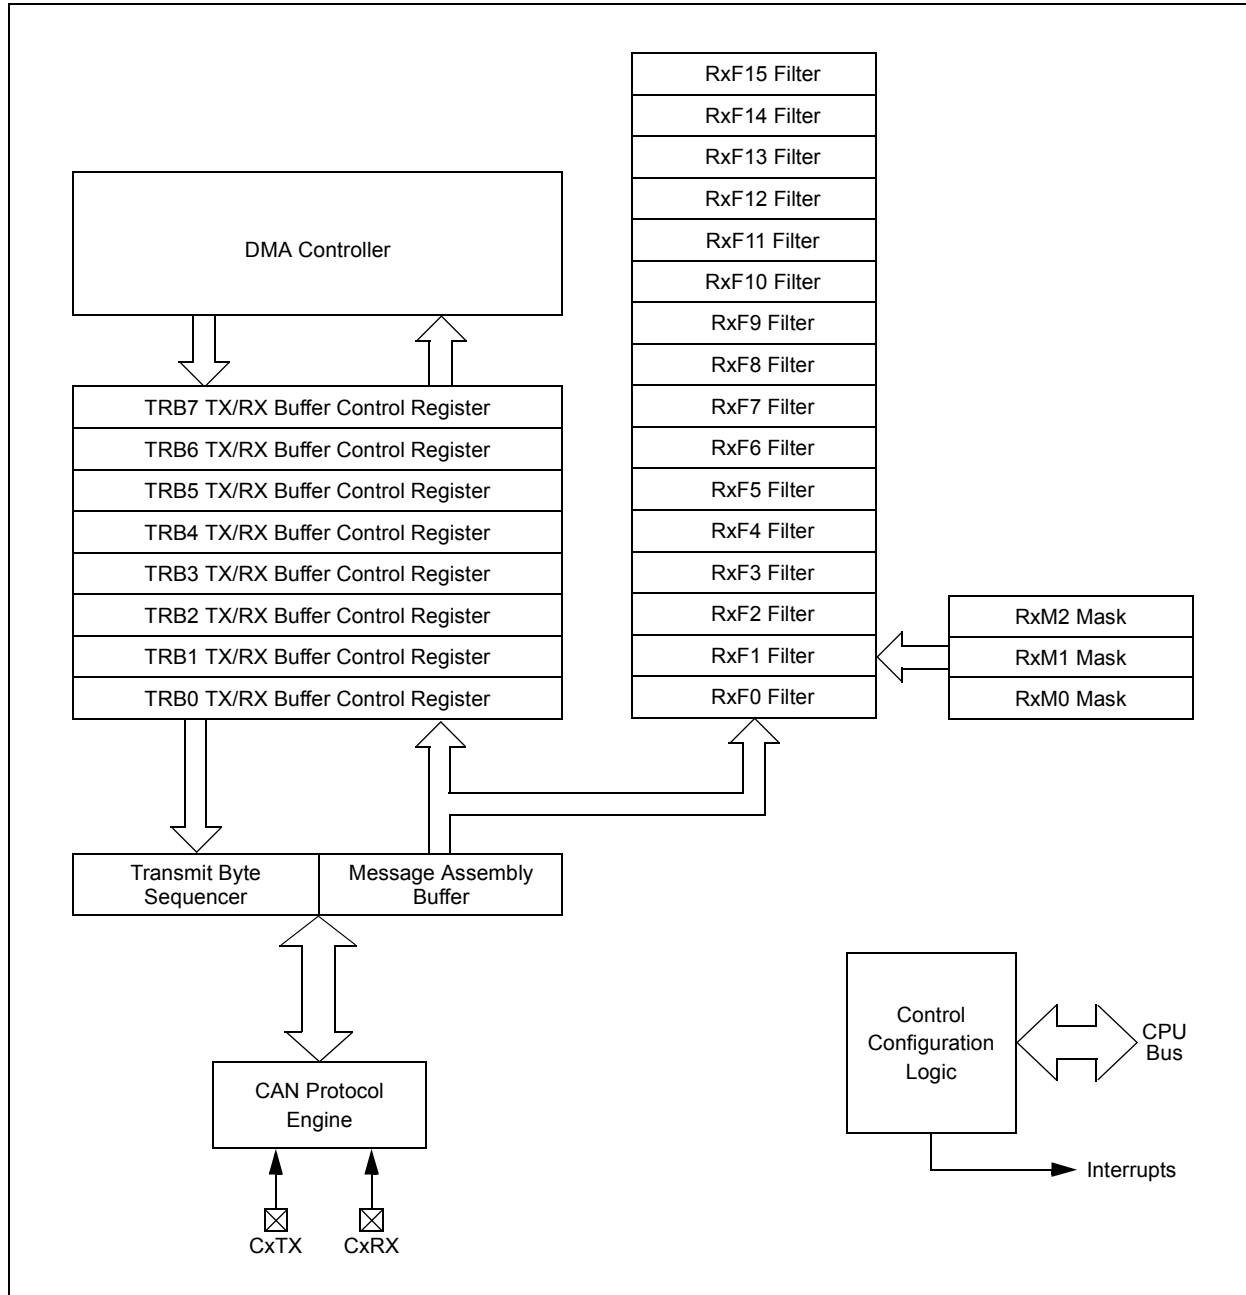 RxF15 Filter
RxF14 Filter
RxF13 Filter
RxF12 Filter
RxF11 Filter
RxF10 Filter
RxF9 Filter
RxF8 Filter
RxF7 Filter
RxF6 Filter
RxF5 Filter
RxF4 Filter
RxF3 Filter
RxF2 Filter
RxF1 Filter
RxF0 Filter
DMA Controller
TRB7 TX/RX Buffer Control Register
TRB6 TX/RX Buffer Control Register
TRB5 TX/RX Buffer Control Register
TRB4 TX/RX Buffer Control Register
TRB3 TX/RX Buffer Control Register
TRB2 TX/RX Buffer Control Register
TRB1 TX/RX Buffer Control Register
TRB0 TX/RX Buffer Control Register
RxM2 Mask
RxM1 Mask
RxM0 Mask
Transmit Byte
Sequencer
Message Assembly
Buffer
CAN Protocol
Engine
CxTX
CxRX
Control
Configuration
Logic
CPU
Bus
Interrupts